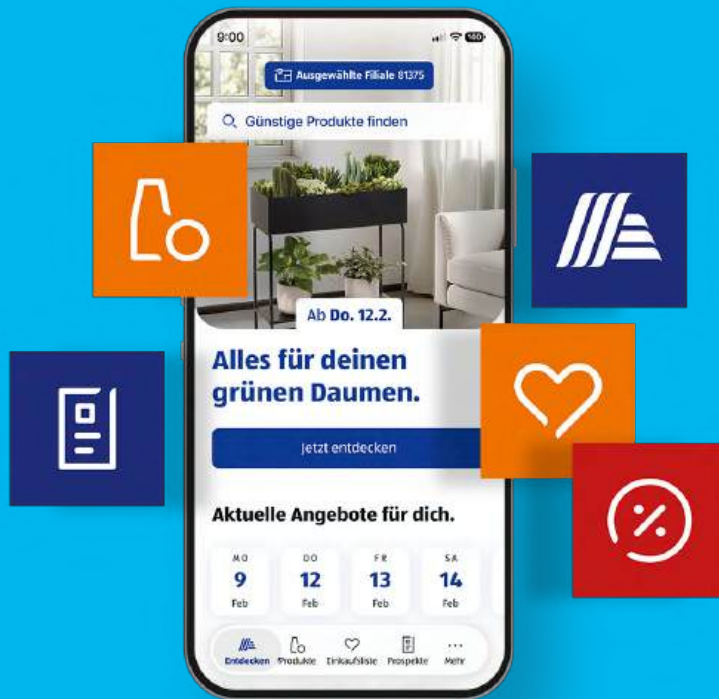 9:00
Ausgewählte Filiale 81375
Günstige Produkte finden
Ab Do. 12.2.
Alles für deinen
grünen Daumen.
Jetzt entdecken
Aktuelle Angebote für dich.
MO DO FR SA
9 12 13 14
Feb Feb Feb Feb
Entdecken Produkte Einkaufsliste Prospekte Mehr